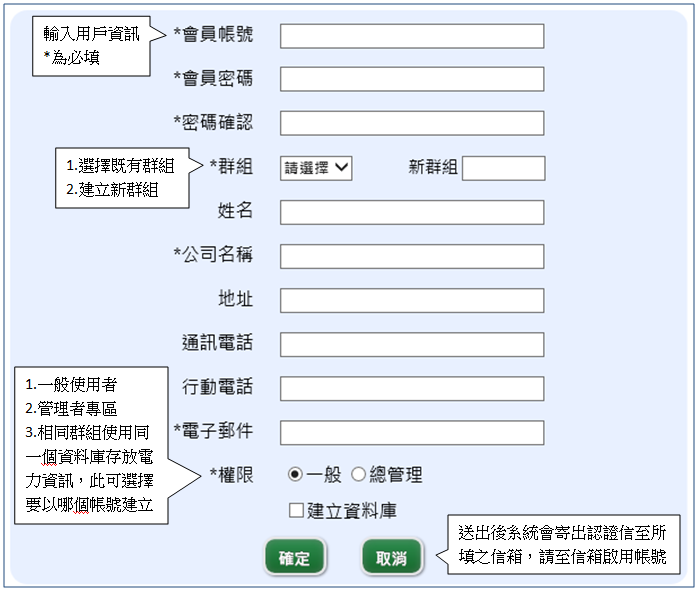 輸入用戶資訊
*為必填
*會員帳號
*會員密碼
*密碼確認
1.選擇既有群組
2.建立新群組
*群組 請選擇 新群組
姓名
*公司名稱
地址
通訊電話
行動電話
*電子郵件
1.一般使用者
2.管理者專區
3.相同群組使用同
一個資料庫存放電
力資訊，此可選擇
要以哪個帳號建立
*權限 一般 總管理
建立資料庫
確定 取消
送出後系統會寄出認證信至所
填之信箱，請至信箱啟用帳號